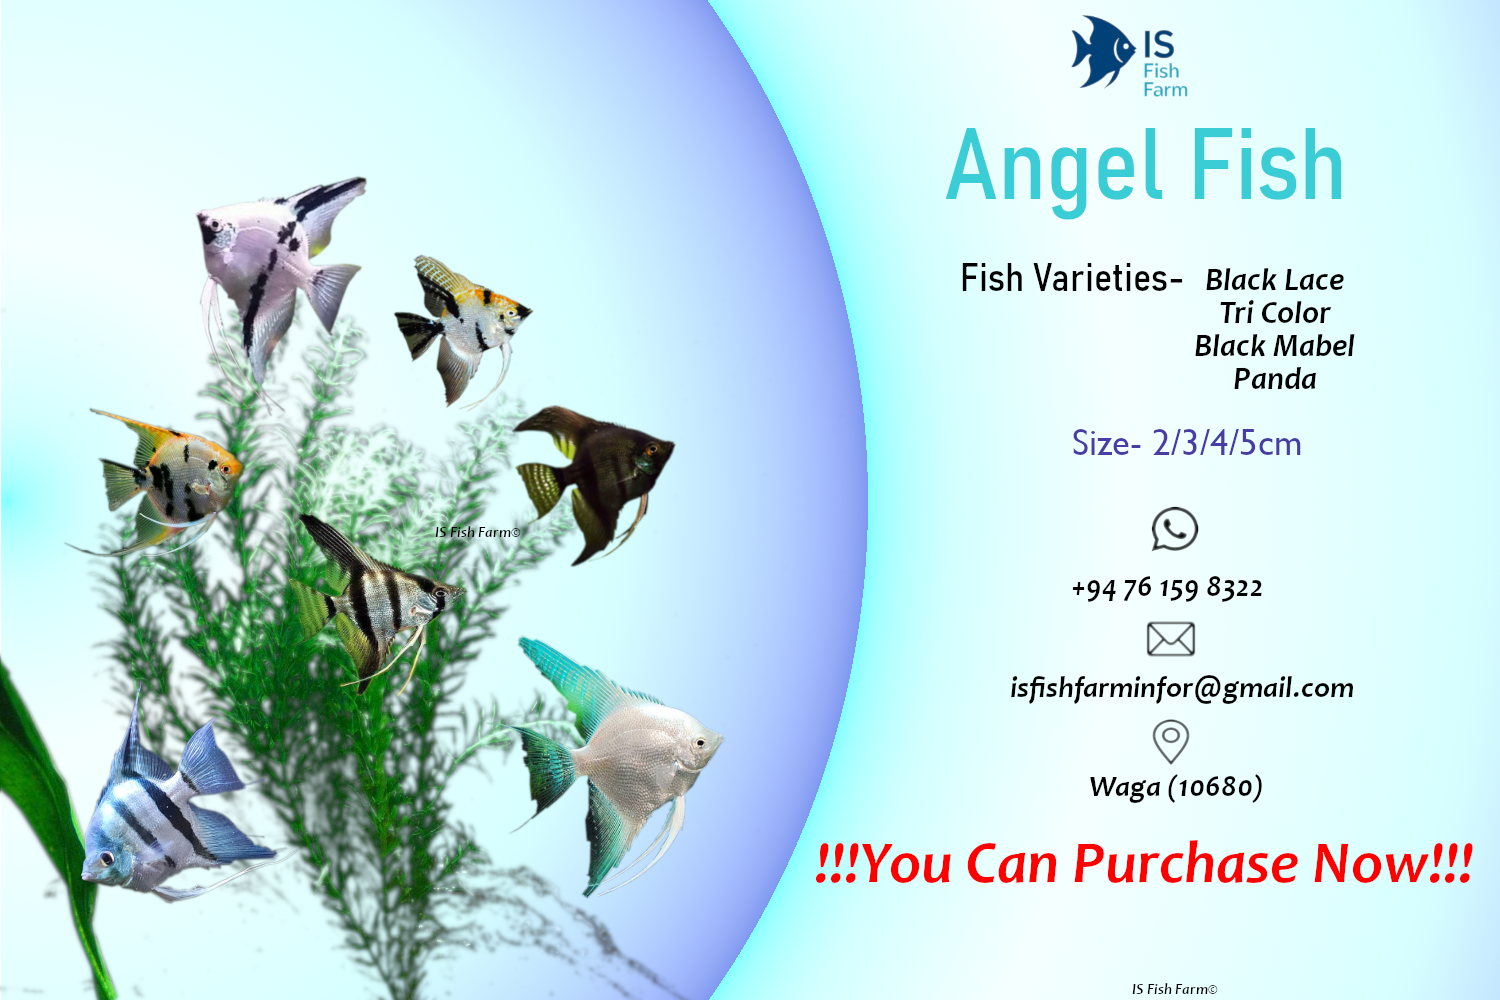 IS
Fish
Farm
Angel Fish
Fish Varieties- Black Lace
Tri Color
Black Mabel
Panda
Size- 2/3/4/5cm
+94 76 159 8322
isfishfarminfor@gmail.com
Waga (10680)
!!!You Can Purchase Now!!!
IS Fish Farm©
IS Fish Farm©